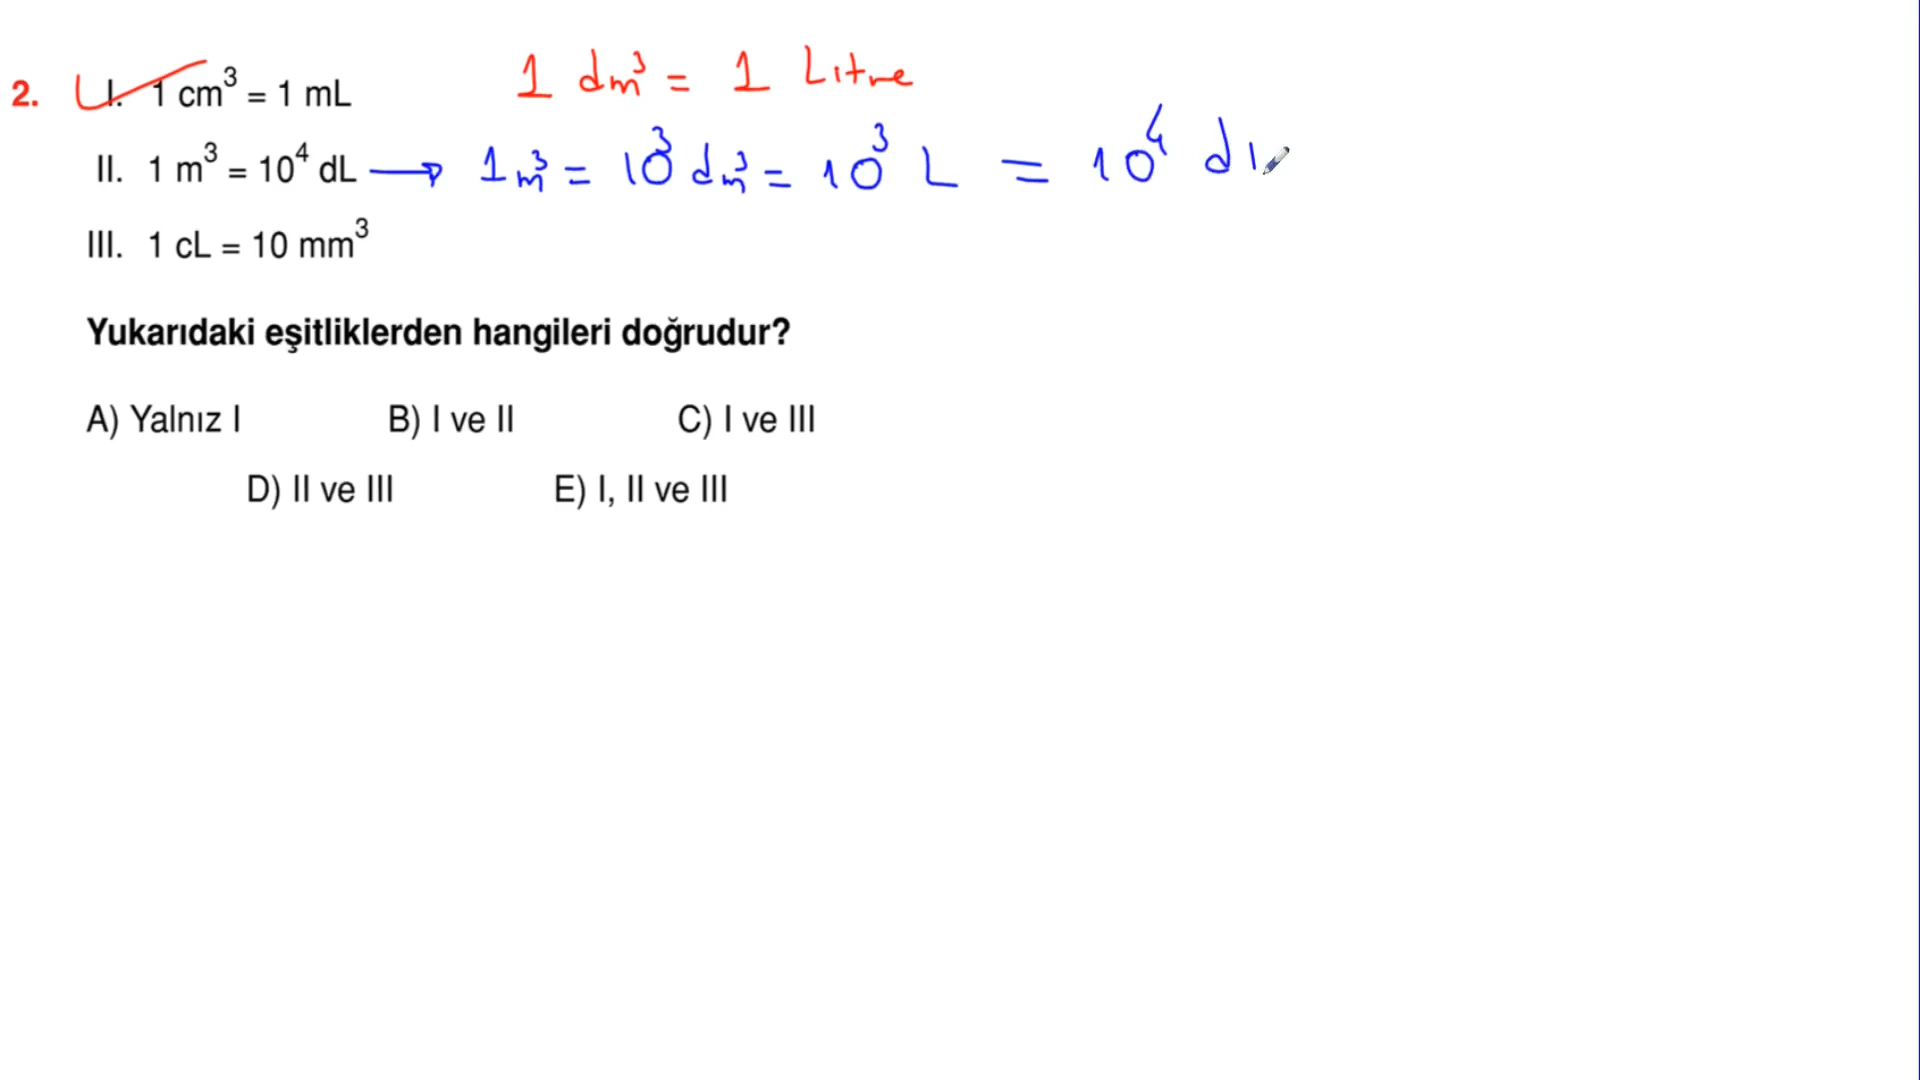 2. I. 1 cm³ = 1 mL 1 dm³ = 1 Litre
II. 1 m³ = 10⁴ dL → 1 m³ = 10³ dm³ = 10³ L = 10⁴ dl
III. 1 cL = 10 mm³
Yukarıdaki eşitliklerden hangileri doğrudur?
A) Yalnız I B) I ve II C) I ve III
D) II ve III E) I, II ve III